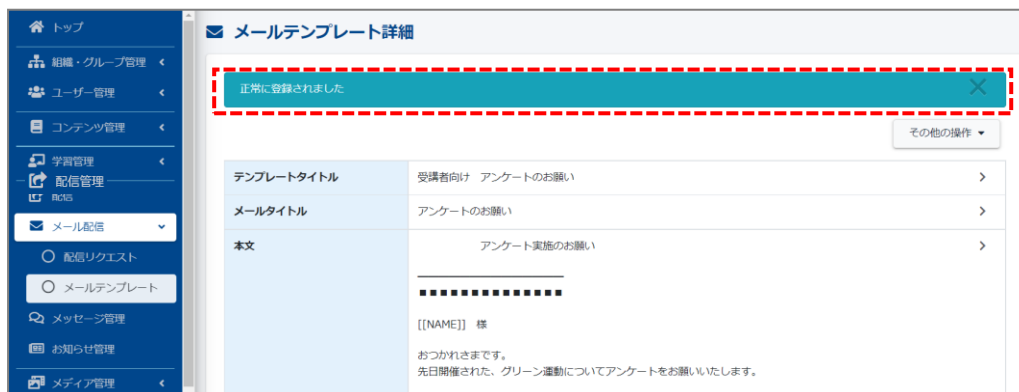 トップ
組織・グループ管理
ユーザー管理
コンテンツ管理
学習管理
配信管理
メール配信
配信リクエスト
メールテンプレート
メッセージ管理
お知らせ管理
メディア管理
メールテンプレート詳細
正常に登録されました
その他の操作
テンプレートタイトル 受講者向け アンケートのお願い
メールタイトル アンケートのお願い
本文 アンケート実施のお願い
■■■■■■■■■■■■■■
[[NAME]] 様
おつかれさまです。
先日開催された、グリーン運動についてアンケートをお願いいたします。